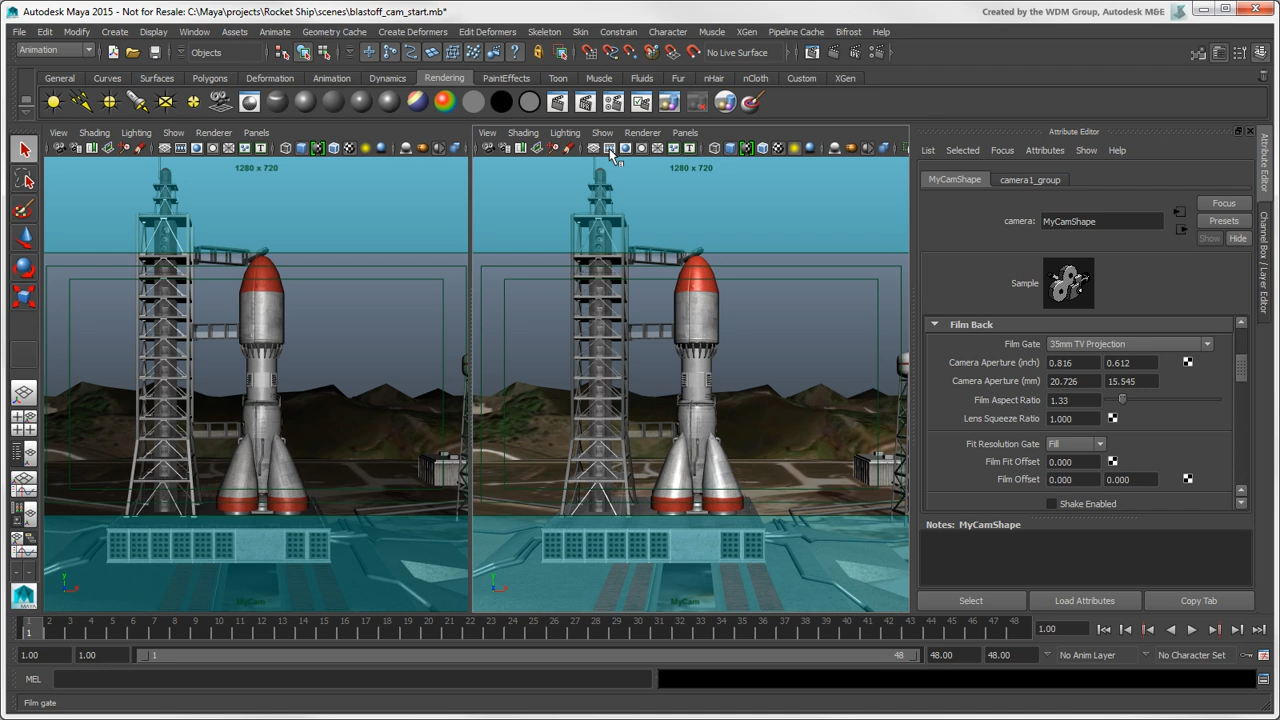 Autodesk Maya 2015 - Not for Resale: C:\Maya\projects\Rocket Ship\scenes\blastoff_cam_start.mb* Created by the WDM Group, Autodesk M&E
File Edit Modify Create Display Window Assets Animate Geometry Cache Create Deformers Edit Deformers Skeleton Skin Constrain Character Muscle XGen Pipeline Cache Bifrost Help
Animation Objects No Live Surface
General Curves Surfaces Polygons Deformation Animation Dynamics Rendering PaintEffects Toon Muscle Fluids Fur nHair nCloth Custom XGen
View Shading Lighting Show Renderer Panels View Shading Lighting Show Renderer Panels
1280 x 720 1280 x 720
MyCam MyCam
Attribute Editor
List Selected Focus Attributes Show Help
MyCamShape camera1_group
Focus
camera: MyCamShape Presets
Show Hide
Sample
Film Back
Film Gate 35mm TV Projection
Camera Aperture (inch) 0.816 0.612
Camera Aperture (mm) 20.726 15.545
Film Aspect Ratio 1.33
Lens Squeeze Ratio 1.000
Fit Resolution Gate Fill
Film Fit Offset 0.000
Film Offset 0.000 0.000
Shake Enabled
Notes: MyCamShape
Select Load Attributes Copy Tab
Attribute Editor
Channel Box / Layer Editor
y
y
MAYA
1 2 3 4 5 6 7 8 9 10 11 12 13 14 15 16 17 18 19 20 21 22 23 24 25 26 27 28 29 30 31 32 33 34 35 36 37 38 39 40 41 42 43 44 45 46 47 48
1 1.00
1.00 1.00 1 48 48.00 48.00 No Anim Layer No Character Set
MEL
Film gate